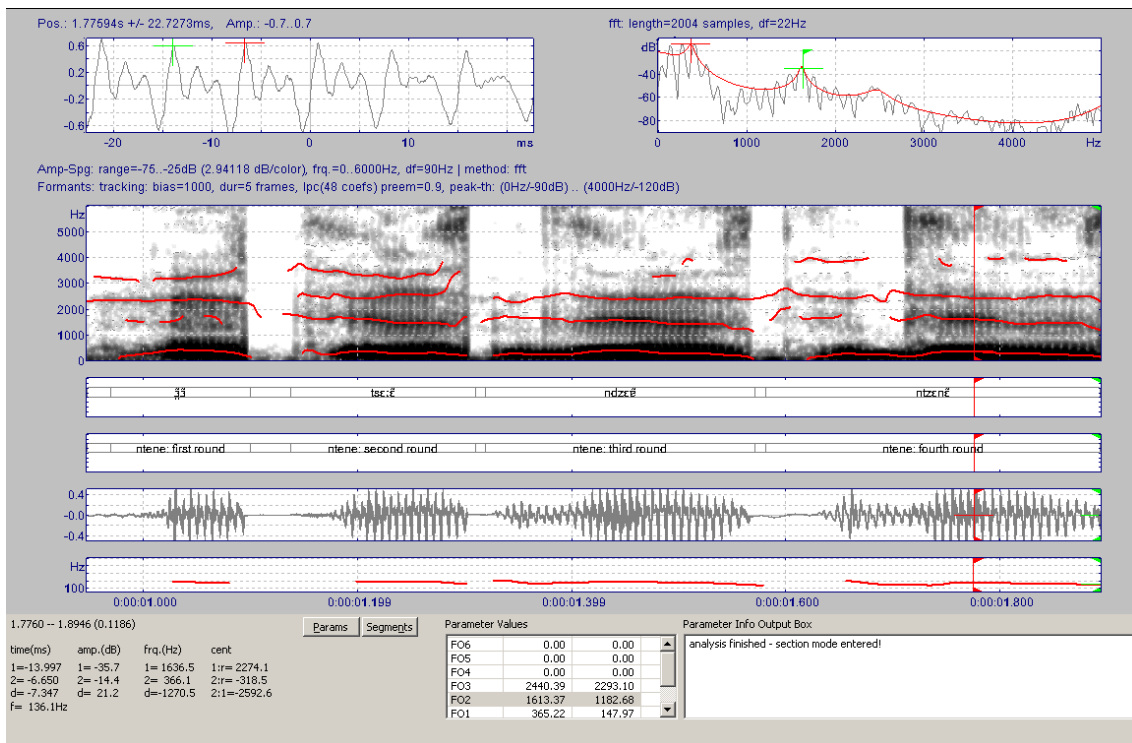 Pos.: 1.77594s +/- 22.7273ms, Amp.: -0.7..0.7
fft: length=2004 samples, df=22Hz
0.6
0.2
-0.2
-0.6
-20 -10 0 10 ms
dB
-40
-60
-80
0 1000 2000 3000 4000 Hz
Amp-Spg: range=-75..-25dB (2.94118 dB/color), frq.=0..6000Hz, df=90Hz | method: fft
Formants: tracking: bias=1000, dur=5 frames, lpc(48 coefs) preem=0.9, peak-th: (0Hz/-90dB) .. (4000Hz/-120dB)
Hz
5000
4000
3000
2000
1000
0
ntene: first round ntene: second round ntene: third round ntene: fourth round
0.4
-0.0
-0.4
Hz
100
0:00:01.000 0:00:01.199 0:00:01.399 0:00:01.600 0:00:01.800
1.7760 -- 1.8946 (0.1186) Params Segments
time(ms) amp.(dB) frq.(Hz) cent
1=-13.997 1= -35.7 1= 1636.5 1:r= 2274.1
2= -6.650 2= -14.4 2= 366.1 2:r= -318.5
d= -7.347 d= 21.2 d=-1270.5 2:1=-2592.6
f= 136.1Hz
Parameter Values
FO6 0.00 0.00
FO5 0.00 0.00
FO4 0.00 0.00
FO3 2440.39 2293.10
FO2 1613.37 1182.68
FO1 365.22 147.97
Parameter Info Output Box
analysis finished - section mode entered!